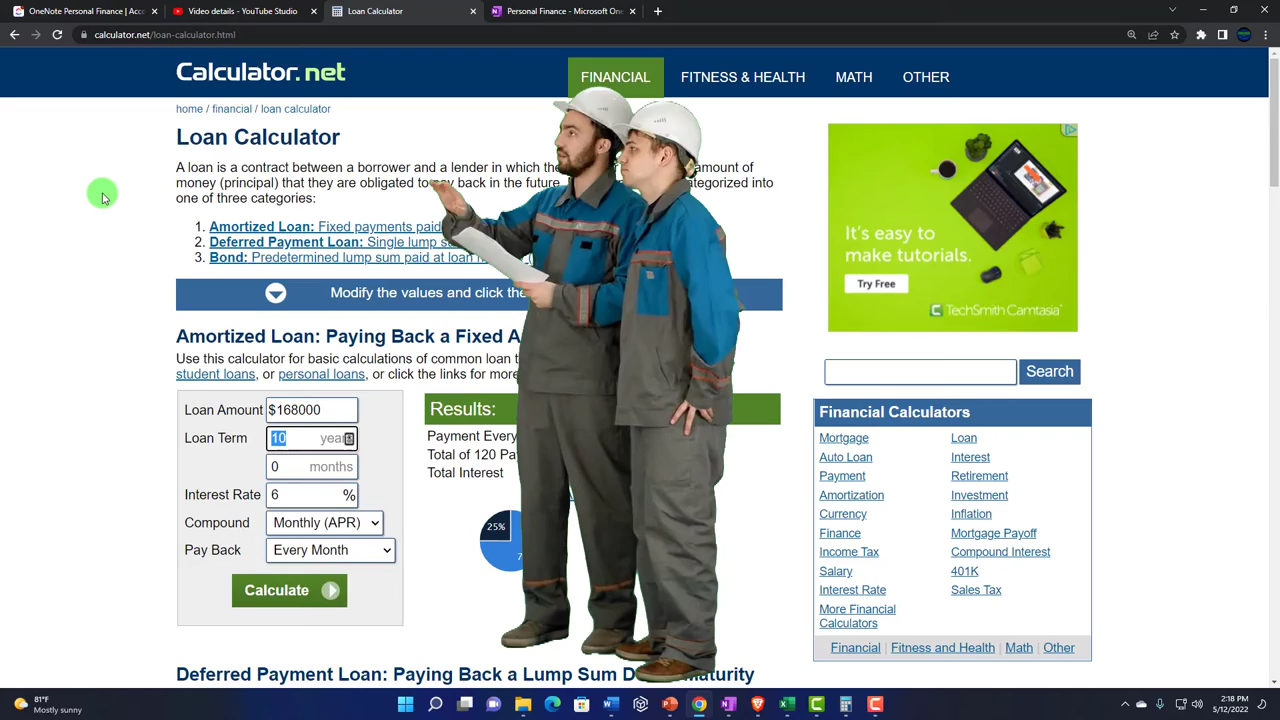 OneNote Personal Finance | Acc
Video details - YouTube Studio
Loan Calculator
Personal Finance - Microsoft One
calculator.net/loan-calculator.html
Calculator.net
FINANCIAL
FITNESS & HEALTH
MATH
OTHER
home / financial / loan calculator
Loan Calculator
A loan is a contract between a borrower and a lender in which the amount of
money (principal) that they are obligated to pay back in the future. categorized into
one of three categories:
1. Amortized Loan: Fixed payments paid
2. Deferred Payment Loan: Single lump
3. Bond: Predetermined lump sum paid at loan
Modify the values and click the
Amortized Loan: Paying Back a Fixed A
Use this calculator for basic calculations of common loan
student loans, or personal loans, or click the links for more
Loan Amount $168000
Loan Term 10 years
0 months
Interest Rate 6 %
Compound Monthly (APR)
Pay Back Every Month
Calculate
Results:
Payment Every
Total of 120 Pa
Total Interest
25%
7
Deferred Payment Loan: Paying Back a Lump Sum D Maturity
It's easy to
make tutorials.
Try Free
TechSmith Camtasia
Search
Financial Calculators
Mortgage Loan
Auto Loan Interest
Payment Retirement
Amortization Investment
Currency Inflation
Finance Mortgage Payoff
Income Tax Compound Interest
Salary 401K
Interest Rate Sales Tax
More Financial
Calculators
Financial | Fitness and Health | Math | Other
81°F
Mostly sunny
2:18 PM
5/12/2022